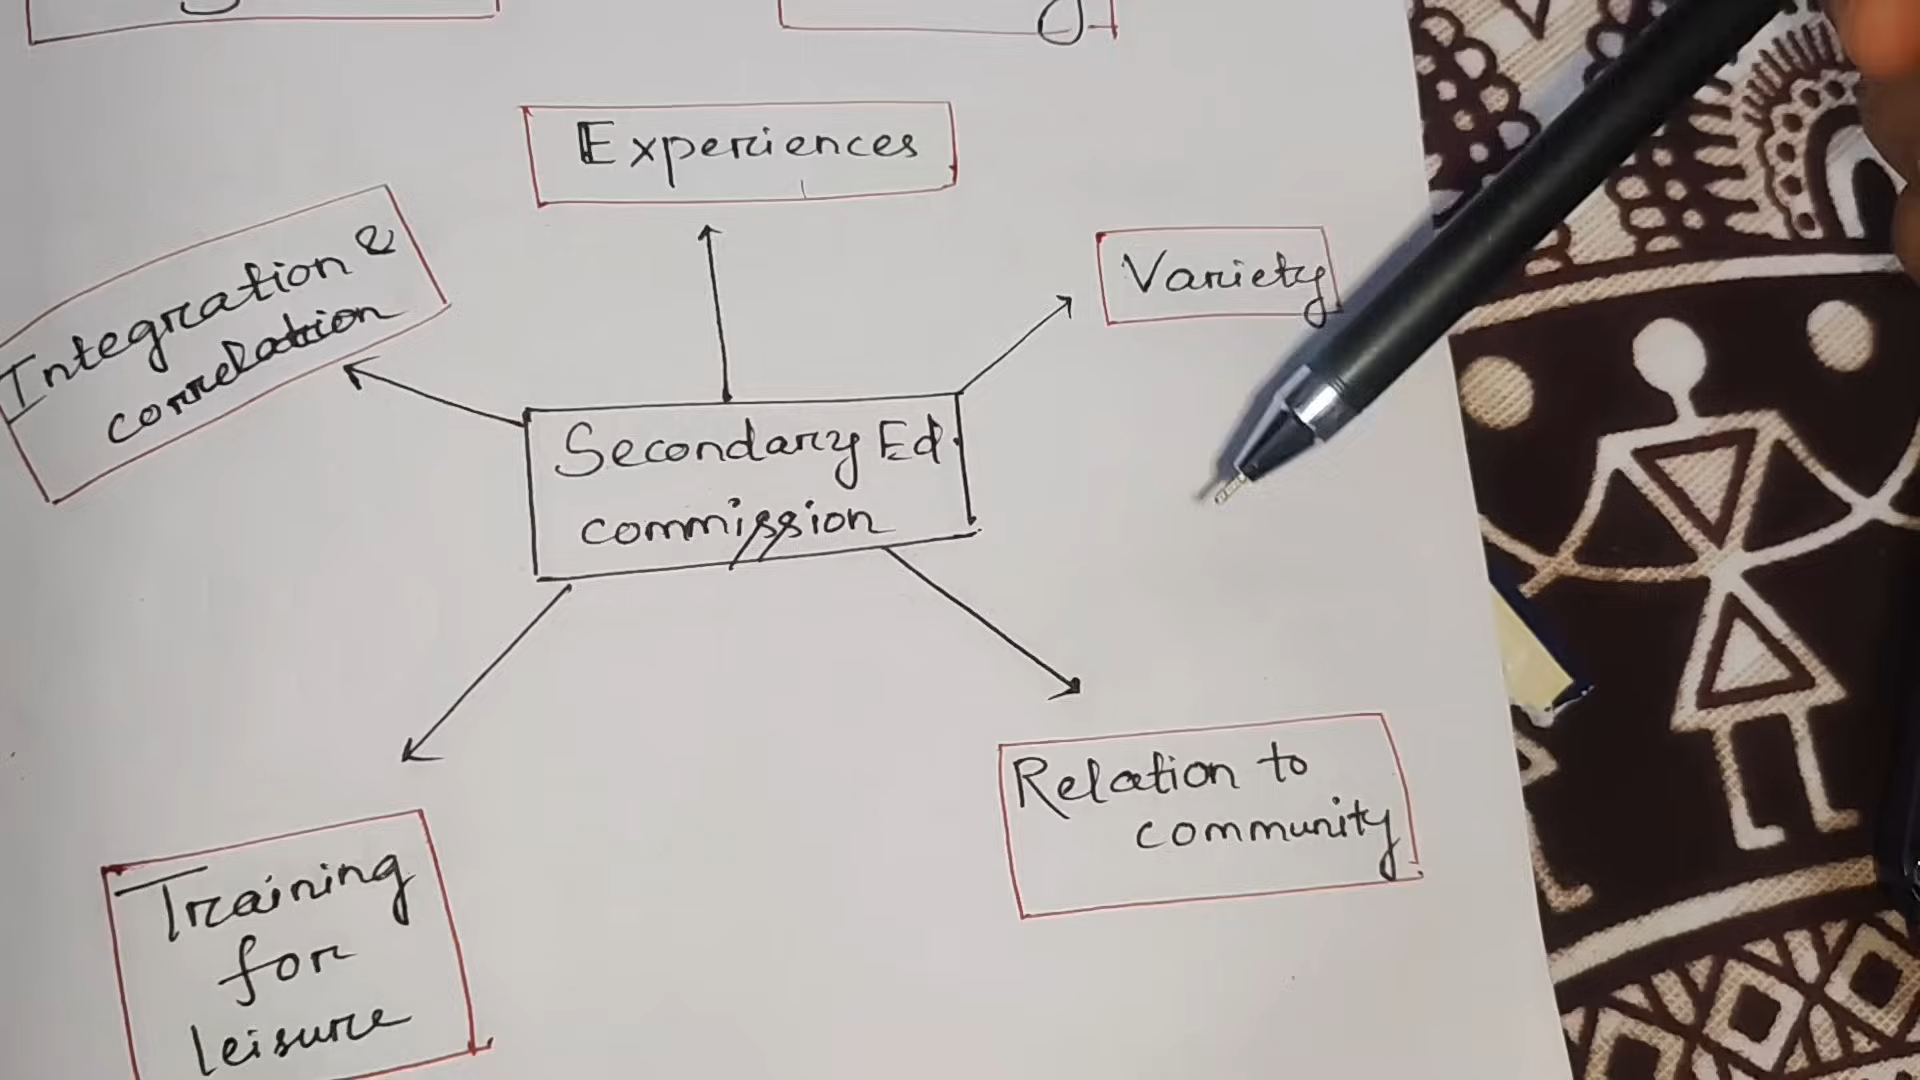 Experiences
Integration &
correlation
Variety
Secondary Ed.
commission
Relation to
community
Training
for
leisure